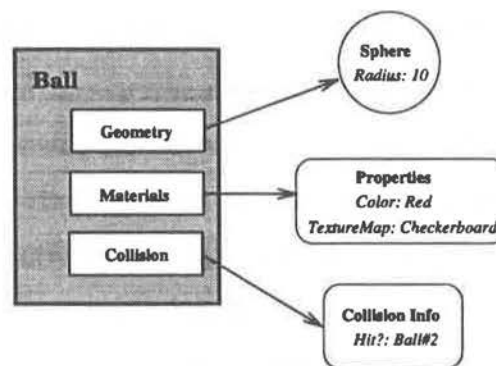 Ball
Geometry
Materials
Collision
Sphere
Radius: 10
Properties
Color: Red
TextureMap: Checkerboard
Collision Info
Hit?: Ball#2